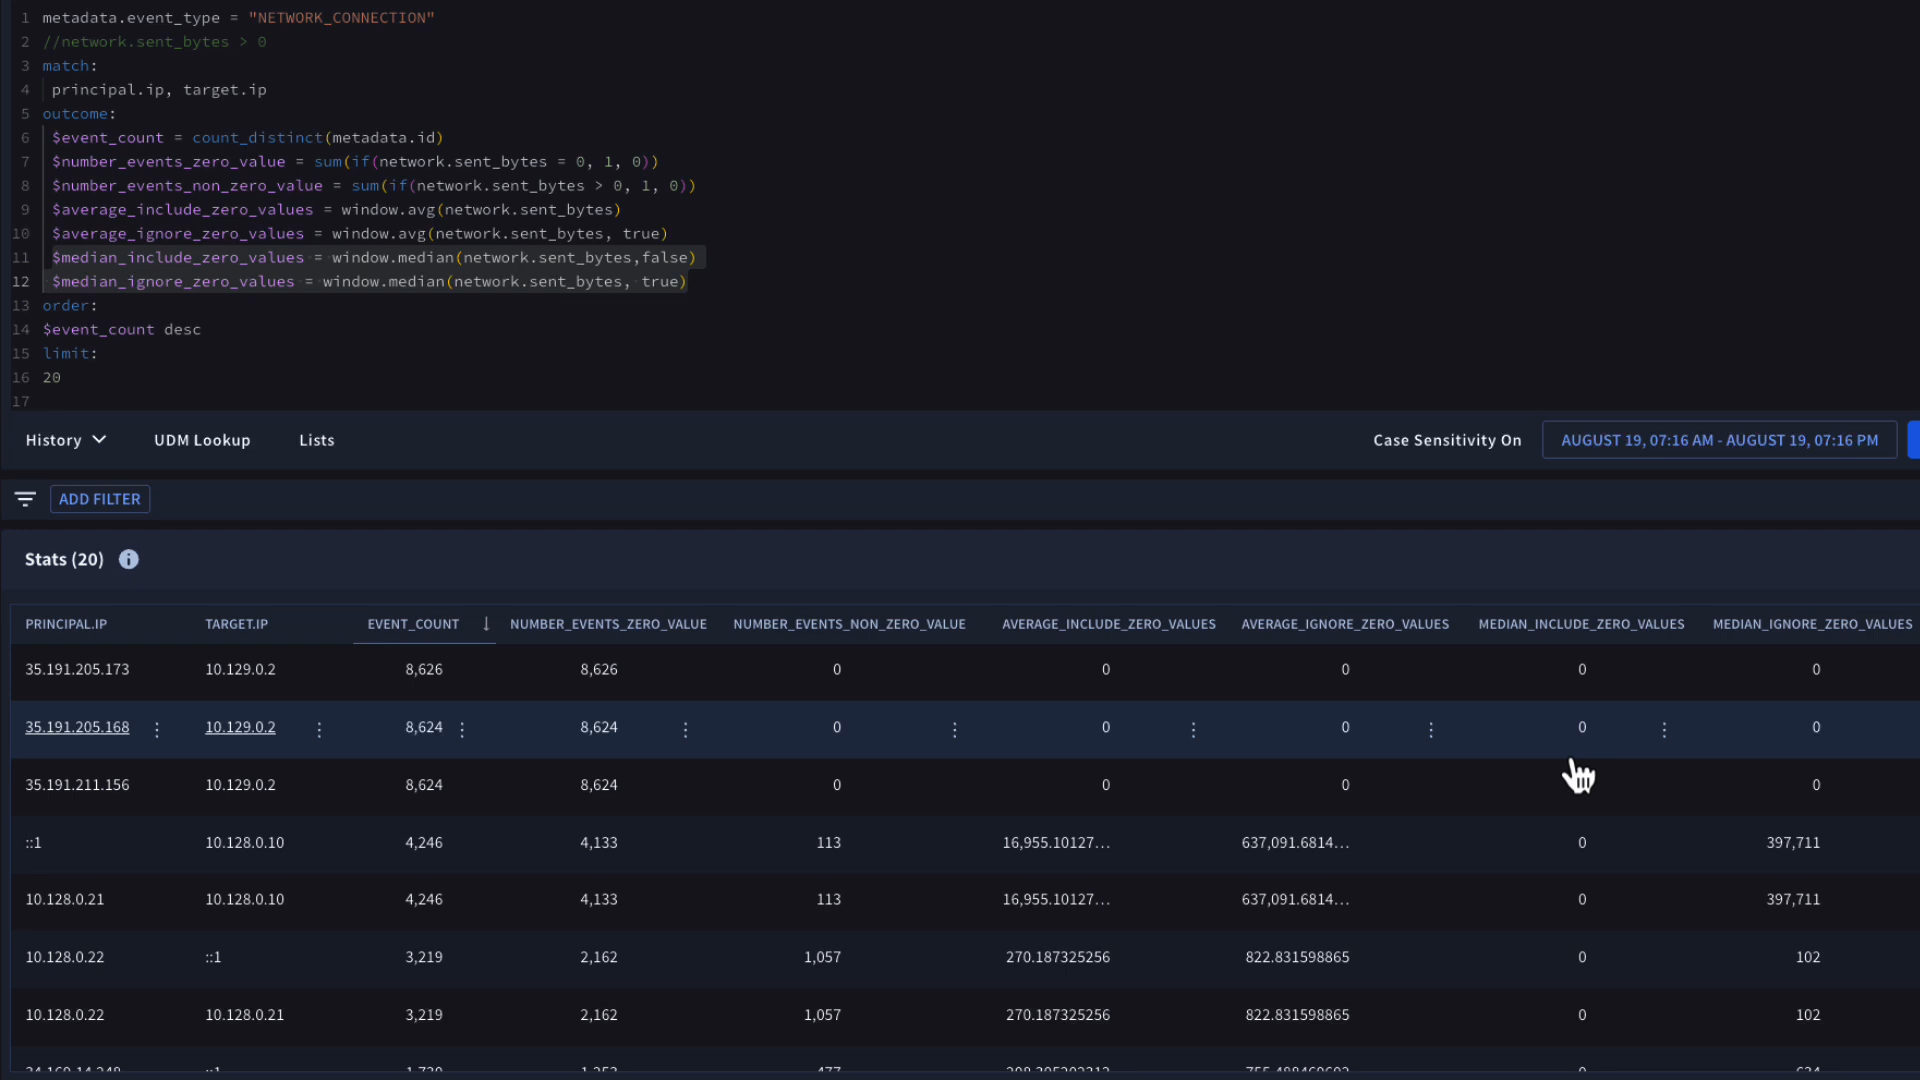 1 metadata.event_type = "NETWORK_CONNECTION"
2 //network.sent_bytes > 0
3 match:
4 principal.ip, target.ip
5 outcome:
6 $event_count = count_distinct(metadata.id)
7 $number_events_zero_value = sum(if(network.sent_bytes = 0, 1, 0))
8 $number_events_non_zero_value = sum(if(network.sent_bytes > 0, 1, 0))
9 $average_include_zero_values = window.avg(network.sent_bytes)
10 $average_ignore_zero_values = window.avg(network.sent_bytes, true)
11 $median_include_zero_values = window.median(network.sent_bytes,false)
12 $median_ignore_zero_values = window.median(network.sent_bytes, true)
13 order:
14 $event_count desc
15 limit:
16 20
17
History UDM Lookup Lists Case Sensitivity On AUGUST 19, 07:16 AM - AUGUST 19, 07:16 PM
ADD FILTER
Stats (20)
PRINCIPAL.IP TARGET.IP EVENT_COUNT ↓ NUMBER_EVENTS_ZERO_VALUE NUMBER_EVENTS_NON_ZERO_VALUE AVERAGE_INCLUDE_ZERO_VALUES AVERAGE_IGNORE_ZERO_VALUES MEDIAN_INCLUDE_ZERO_VALUES MEDIAN_IGNORE_ZERO_VALUES
35.191.205.173 10.129.0.2 8,626 8,626 0 0 0 0 0
35.191.205.168 10.129.0.2 8,624 8,624 0 0 0 0 0
35.191.211.156 10.129.0.2 8,624 8,624 0 0 0 0
::1 10.128.0.10 4,246 4,133 113 16,955.10127... 637,091.6814... 0 397,711
10.128.0.21 10.128.0.10 4,246 4,133 113 16,955.10127... 637,091.6814... 0 397,711
10.128.0.22 ::1 3,219 2,162 1,057 270.187325256 822.831598865 0 102
10.128.0.22 10.128.0.21 3,219 2,162 1,057 270.187325256 822.831598865 0 102